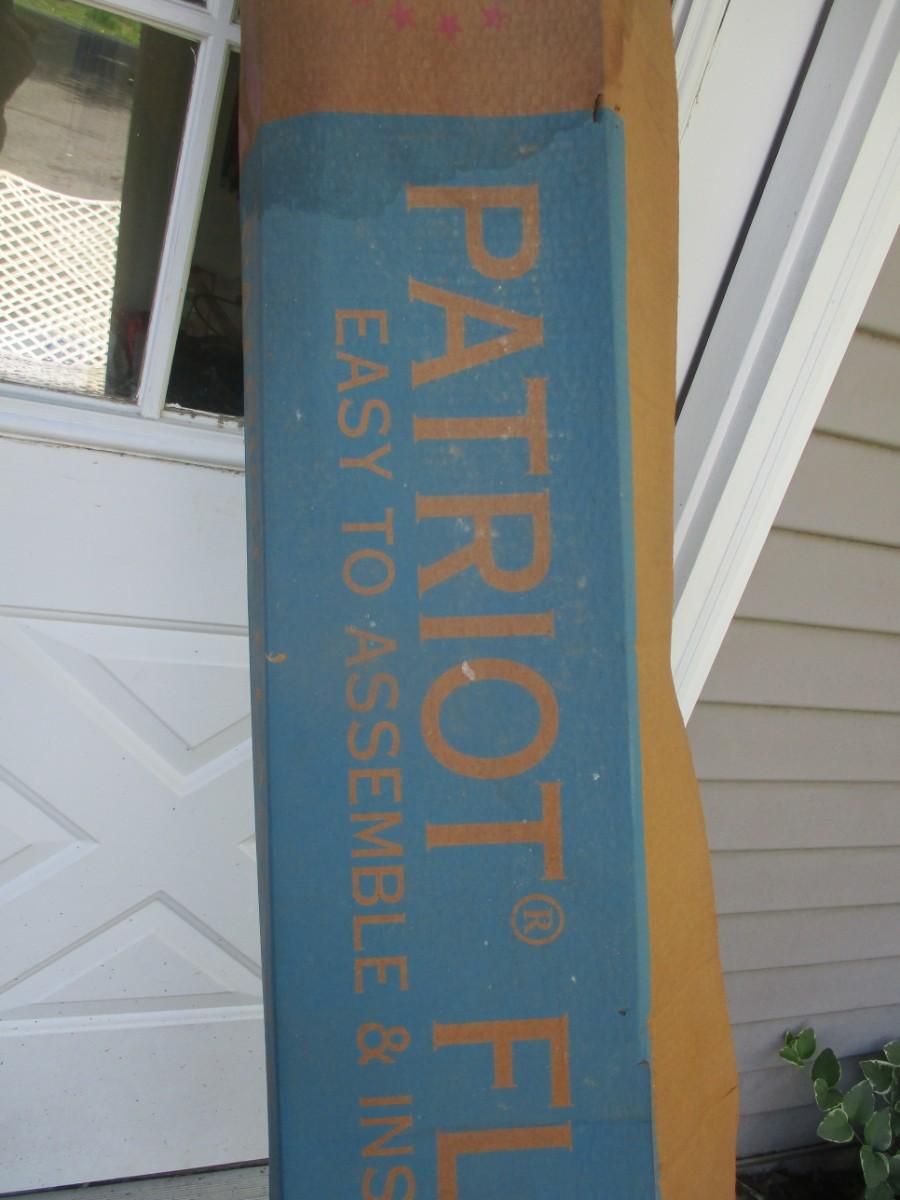 PATRIOT® FL
EASY TO ASSEMBLE & INS